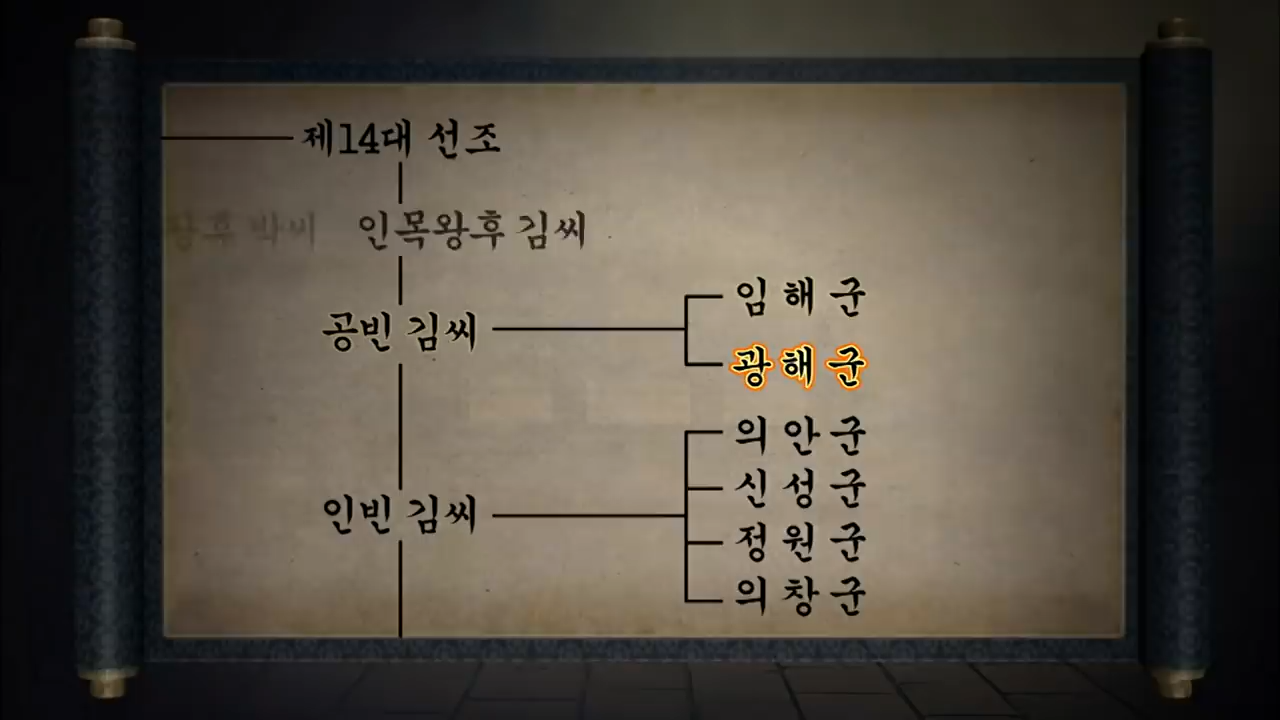 제14대 선조
인목왕후 김씨
공빈 김씨
임해군
광해군
인빈 김씨
의안군
신성군
정원군
의창군